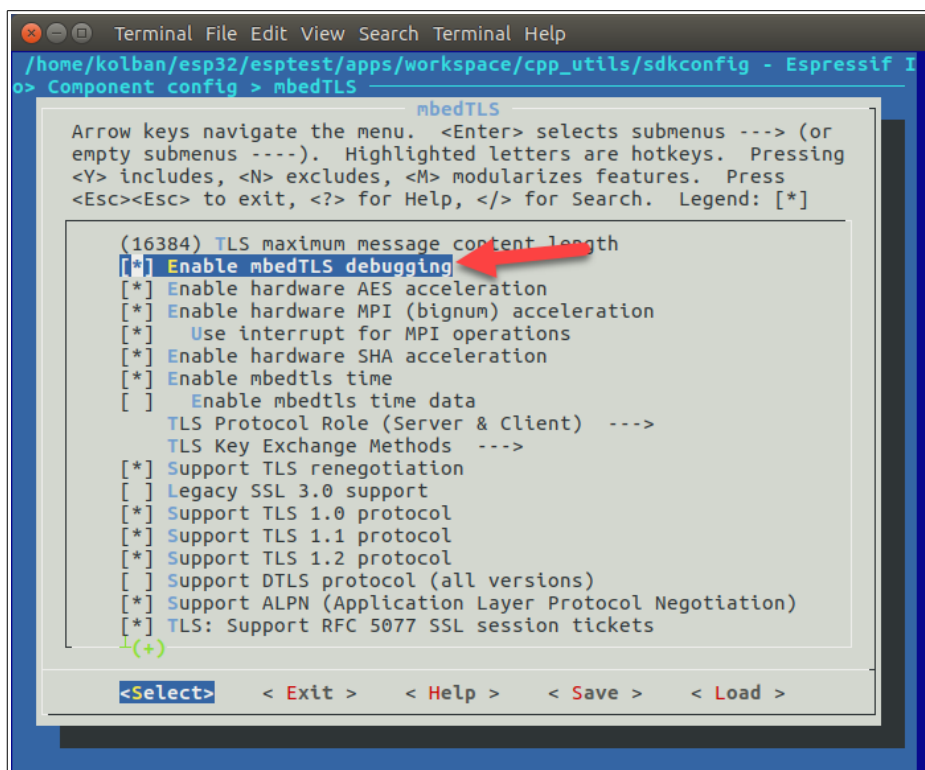 Terminal File Edit View Search Terminal Help
/home/kolban/esp32/esptest/apps/workspace/cpp_utils/sdkconfig - Espressif I
o> Component config > mbedTLS
mbedTLS
Arrow keys navigate the menu.  <Enter> selects submenus ---> (or
empty submenus ----).  Highlighted letters are hotkeys.  Pressing
<Y> includes, <N> excludes, <M> modularizes features.  Press
<Esc><Esc> to exit, <?> for Help, </> for Search.  Legend: [*]
(16384) TLS maximum message content length
[*] Enable mbedTLS debugging
[*] Enable hardware AES acceleration
[*] Enable hardware MPI (bignum) acceleration
[*]   Use interrupt for MPI operations
[*] Enable hardware SHA acceleration
[*] Enable mbedtls time
[ ]   Enable mbedtls time data
TLS Protocol Role (Server & Client)  --->
TLS Key Exchange Methods  --->
[*] Support TLS renegotiation
[ ] Legacy SSL 3.0 support
[*] Support TLS 1.0 protocol
[*] Support TLS 1.1 protocol
[*] Support TLS 1.2 protocol
[ ] Support DTLS protocol (all versions)
[*] Support ALPN (Application Layer Protocol Negotiation)
[*] TLS: Support RFC 5077 SSL session tickets
(+)
<Select>    < Exit >    < Help >    < Save >    < Load >